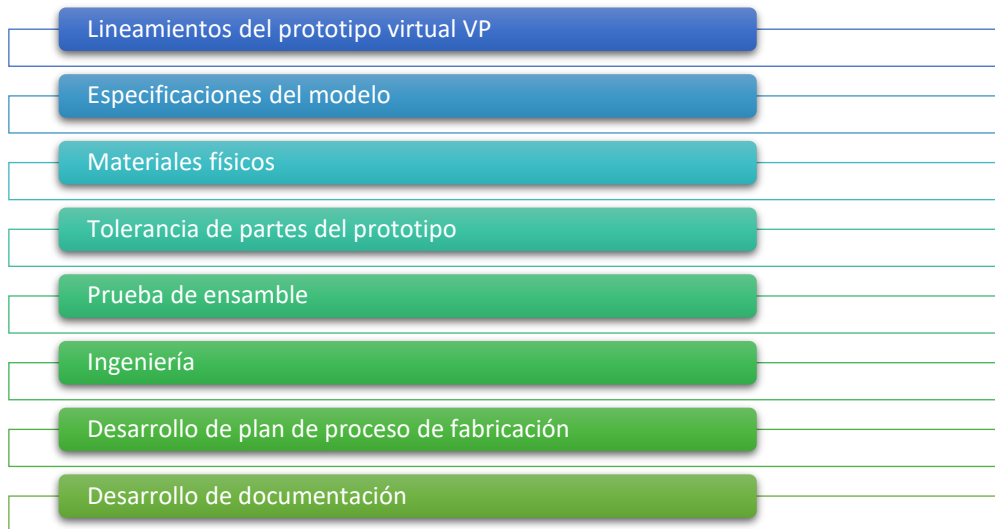 Lineamientos del prototipo virtual VP
Especificaciones del modelo
Materiales físicos
Tolerancia de partes del prototipo
Prueba de ensamble
Ingeniería
Desarrollo de plan de proceso de fabricación
Desarrollo de documentación